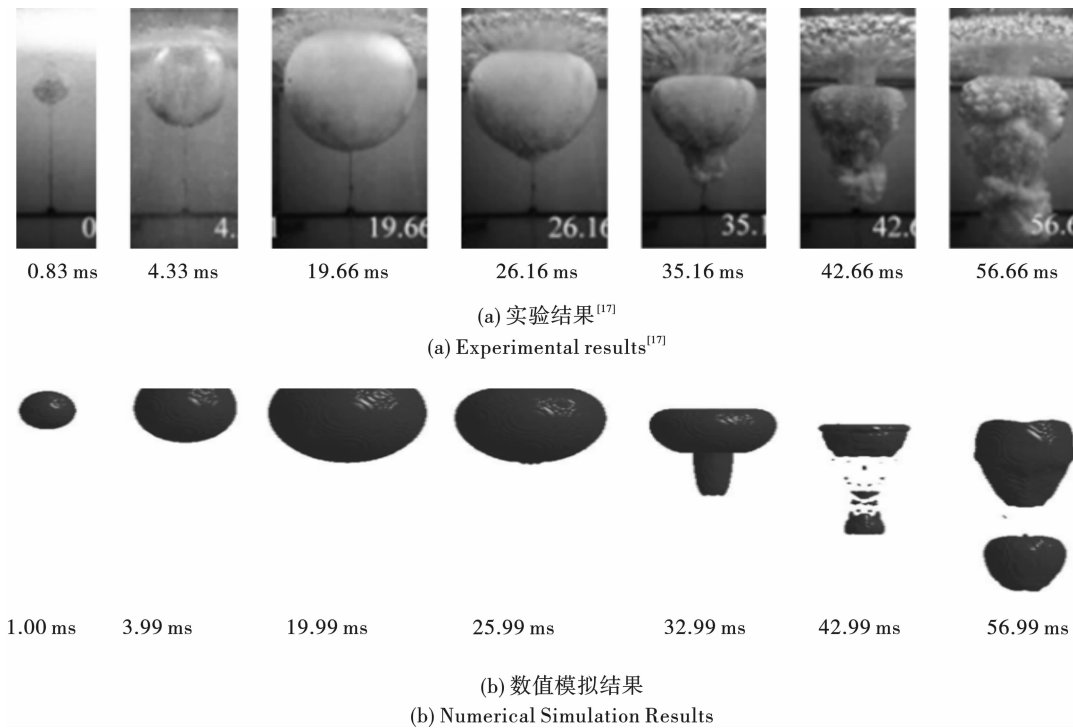 0
4.
1
19.66
26.16
35.1
42.6
56.6
0.83 ms
4.33 ms
19.66 ms
26.16 ms
35.16 ms
42.66 ms
56.66 ms
(a) 实验结果[17]
(a) Experimental results[17]
1.00 ms
3.99 ms
19.99 ms
25.99 ms
32.99 ms
42.99 ms
56.99 ms
(b) 数值模拟结果
(b) Numerical Simulation Results